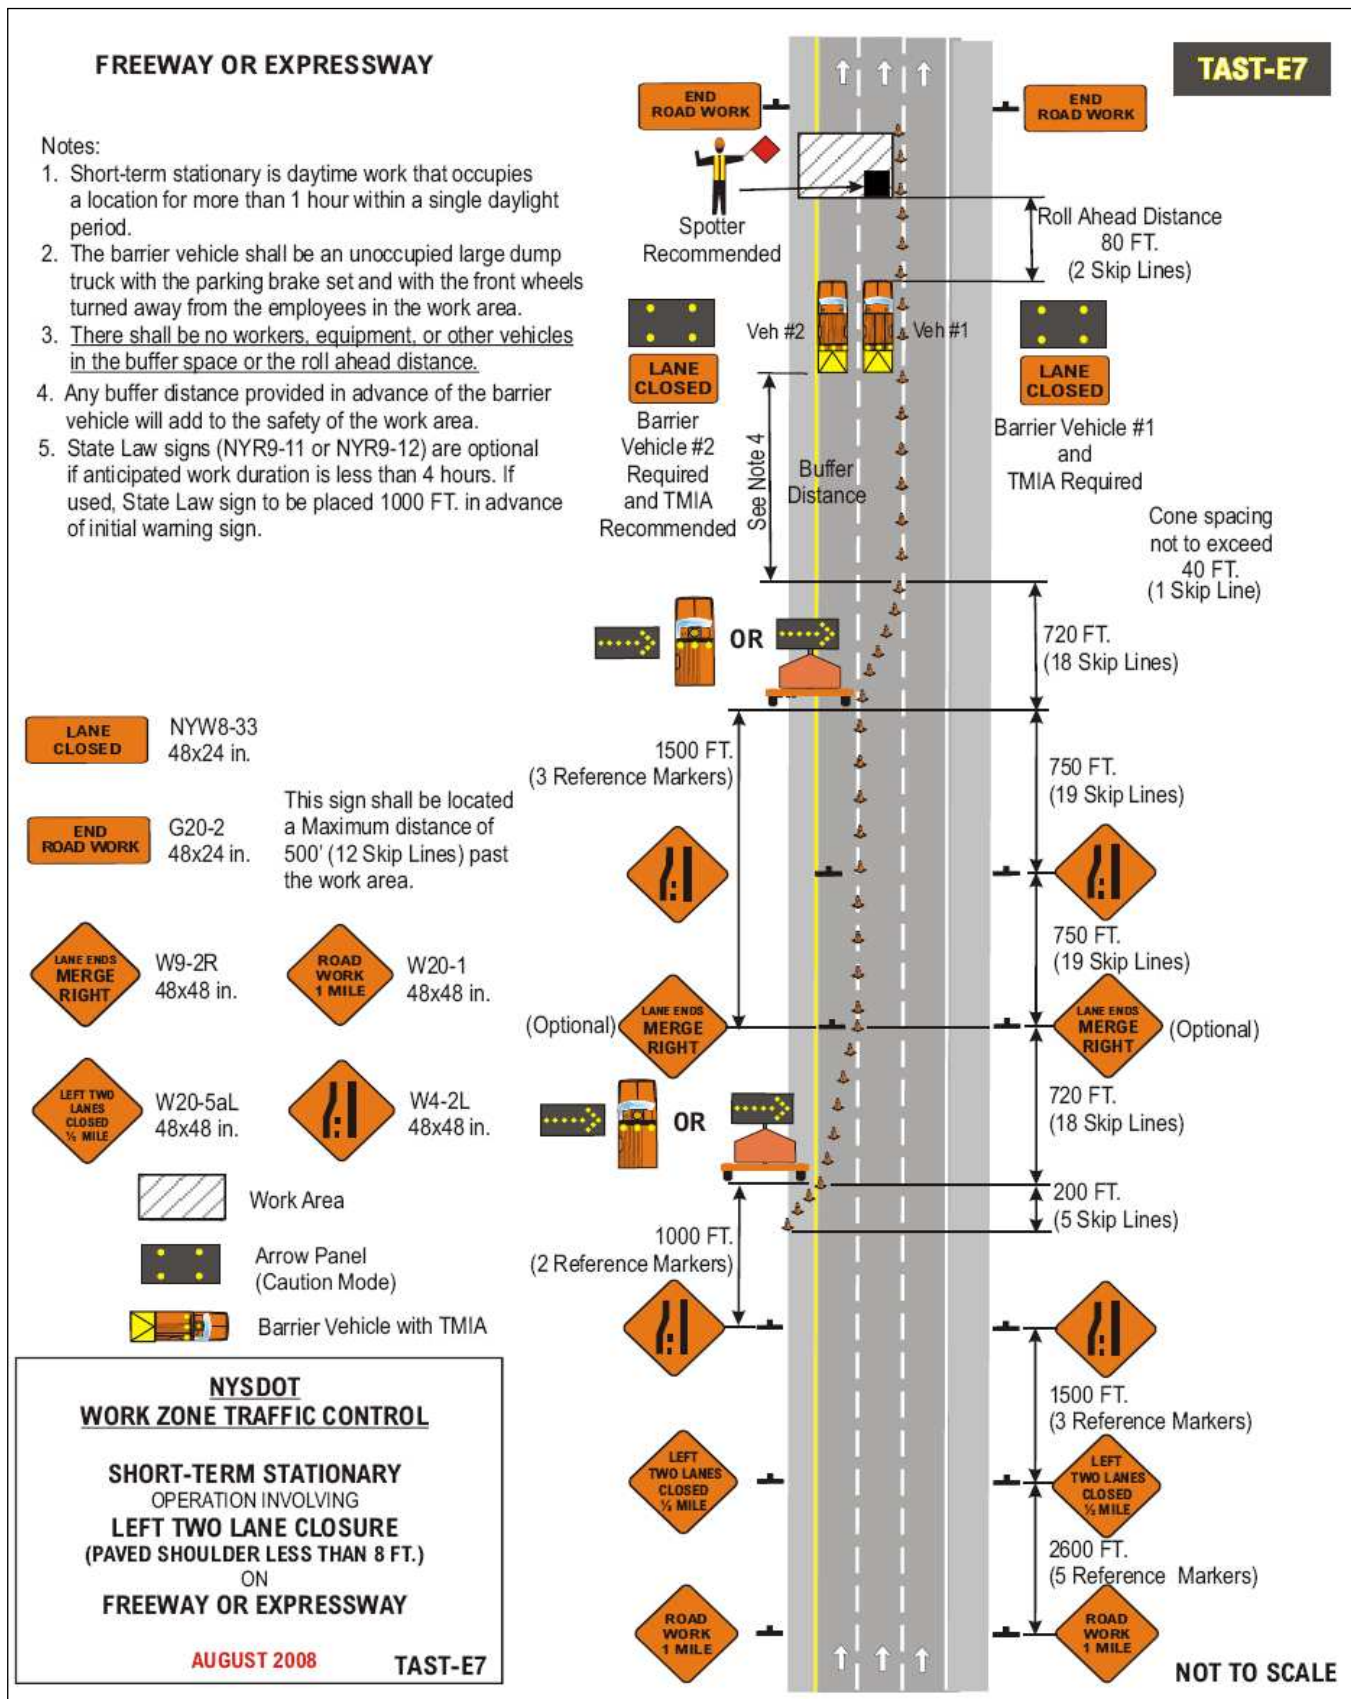 FREEWAY OR EXPRESSWAY
TAST-E7
Notes:
1. Short-term stationary is daytime work that occupies
a location for more than 1 hour within a single daylight
period.
2. The barrier vehicle shall be an unoccupied large dump
truck with the parking brake set and with the front wheels
turned away from the employees in the work area.
3. There shall be no workers, equipment, or other vehicles
in the buffer space or the roll ahead distance.
4. Any buffer distance provided in advance of the barrier
vehicle will add to the safety of the work area.
5. State Law signs (NYR9-11 or NYR9-12) are optional
if anticipated work duration is less than 4 hours. If
used, State Law sign to be placed 1000 FT. in advance
of initial warning sign.
END
ROAD WORK
END
ROAD WORK
Spotter
Recommended
Roll Ahead Distance
80 FT.
(2 Skip Lines)
Veh #2
Veh #1
LANE
CLOSED
LANE
CLOSED
Barrier
Vehicle #2
Required
and TMIA
Recommended
Barrier Vehicle #1
and
TMIA Required
See Note 4
Buffer
Distance
Cone spacing
not to exceed
40 FT.
(1 Skip Line)
OR
720 FT.
(18 Skip Lines)
1500 FT.
(3 Reference Markers)
750 FT.
(19 Skip Lines)
750 FT.
(19 Skip Lines)
(Optional)
LANE ENDS
MERGE
RIGHT
LANE ENDS
MERGE
RIGHT
(Optional)
OR
720 FT.
(18 Skip Lines)
200 FT.
(5 Skip Lines)
1000 FT.
(2 Reference Markers)
1500 FT.
(3 Reference Markers)
LEFT
TWO LANES
CLOSED
½ MILE
LEFT
TWO LANES
CLOSED
½ MILE
2600 FT.
(5 Reference Markers)
ROAD
WORK
1 MILE
ROAD
WORK
1 MILE
NOT TO SCALE
LANE
CLOSED
NYW8-33
48x24 in.
END
ROAD WORK
G20-2
48x24 in.
This sign shall be located
a Maximum distance of
500' (12 Skip Lines) past
the work area.
LANE ENDS
MERGE
RIGHT
W9-2R
48x48 in.
ROAD
WORK
1 MILE
W20-1
48x48 in.
LEFT TWO
LANES
CLOSED
½ MILE
W20-5aL
48x48 in.
W4-2L
48x48 in.
Work Area
Arrow Panel
(Caution Mode)
Barrier Vehicle with TMIA
NYSDOT
WORK ZONE TRAFFIC CONTROL
SHORT-TERM STATIONARY
OPERATION INVOLVING
LEFT TWO LANE CLOSURE
(PAVED SHOULDER LESS THAN 8 FT.)
ON
FREEWAY OR EXPRESSWAY
AUGUST 2008
TAST-E7